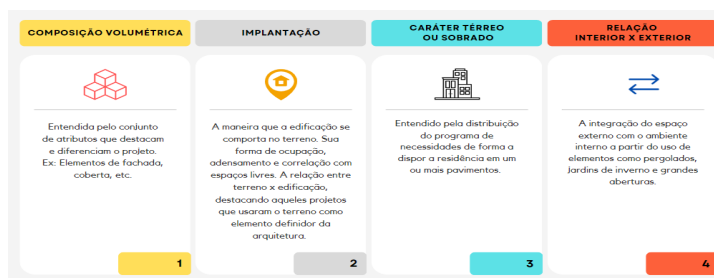 COMPOSIÇÃO VOLUMÉTRICA
Entendida pelo conjunto
de atributos que destacam
e diferenciam o projeto.
Ex: Elementos de fachada,
coberta, etc.
1
IMPLANTAÇÃO
A maneira que a edificação se
comporta no terreno. Sua
forma de ocupação,
adensamento e correlação com
espaços livres. A relação entre
terreno x edificação,
destacando aqueles projetos
que usaram o terreno como
elemento definidor da
arquitetura.
2
CARÁTER TÉRREO
OU SOBRADO
Entendido pela distribuição
do programa de
necessidades de forma a
dispor a residência em um
ou mais pavimentos.
3
RELAÇÃO
INTERIOR X EXTERIOR
A integração do espaço
externo com o ambiente
interno a partir do uso de
elementos como pergolados,
jardins de inverno e grandes
aberturas.
4